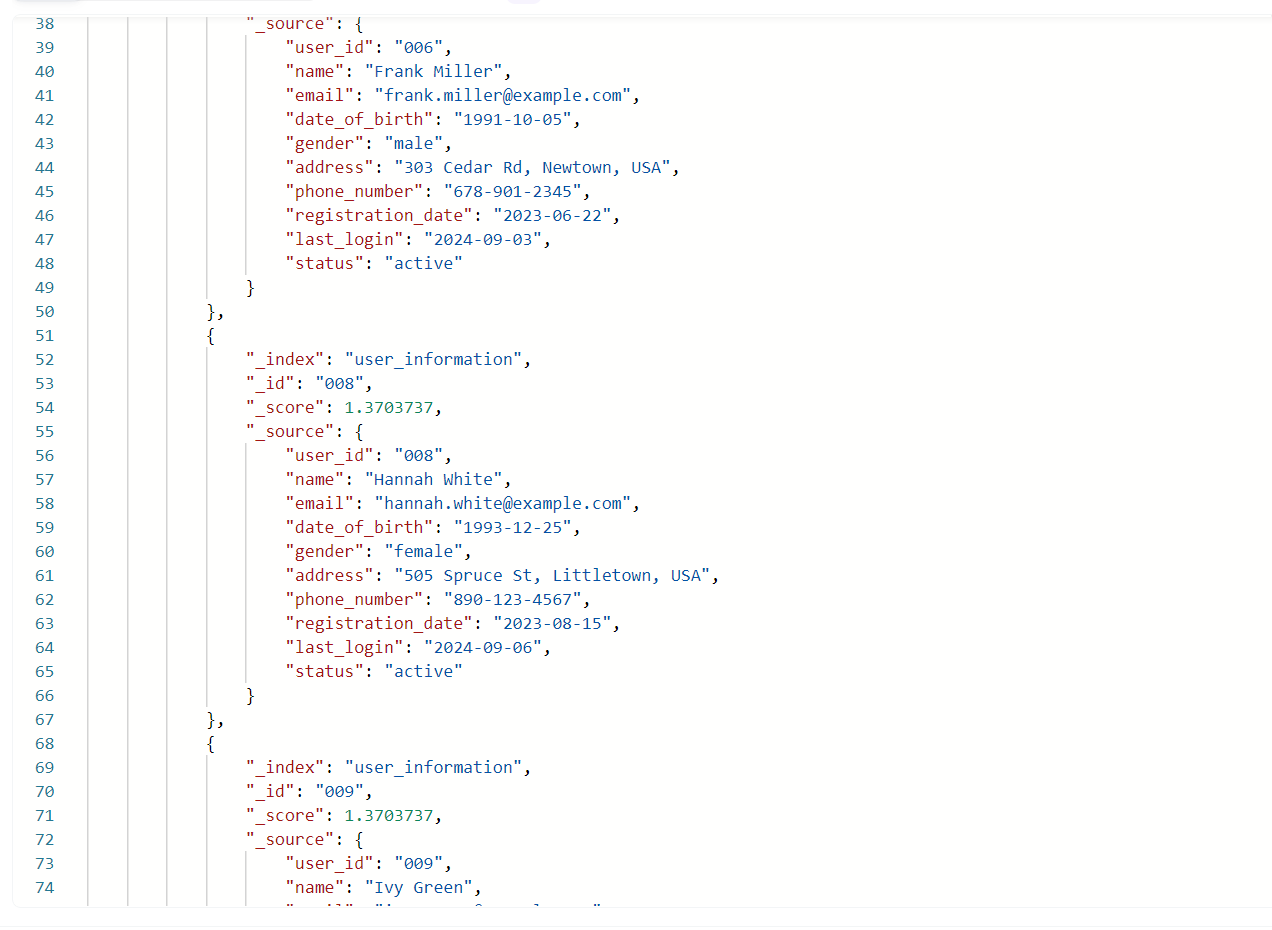 38 "_source": {
39 "user_id": "006",
40 "name": "Frank Miller",
41 "email": "frank.miller@example.com",
42 "date_of_birth": "1991-10-05",
43 "gender": "male",
44 "address": "303 Cedar Rd, Newtown, USA",
45 "phone_number": "678-901-2345",
46 "registration_date": "2023-06-22",
47 "last_login": "2024-09-03",
48 "status": "active"
49 }
50 },
51 {
52 "_index": "user_information",
53 "_id": "008",
54 "_score": 1.3703737,
55 "_source": {
56 "user_id": "008",
57 "name": "Hannah White",
58 "email": "hannah.white@example.com",
59 "date_of_birth": "1993-12-25",
60 "gender": "female",
61 "address": "505 Spruce St, Littletown, USA",
62 "phone_number": "890-123-4567",
63 "registration_date": "2023-08-15",
64 "last_login": "2024-09-06",
65 "status": "active"
66 }
67 },
68 {
69 "_index": "user_information",
70 "_id": "009",
71 "_score": 1.3703737,
72 "_source": {
73 "user_id": "009",
74 "name": "Ivy Green",